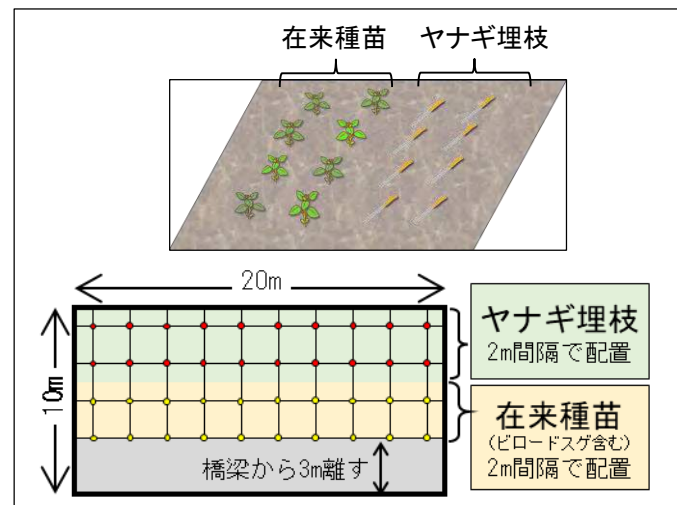 在来種苗 ヤナギ埋枝
20m
10m
ヤナギ埋枝
2m間隔で配置
在来種苗
(ビロードスゲ含む)
2m間隔で配置
橋梁から3m離す